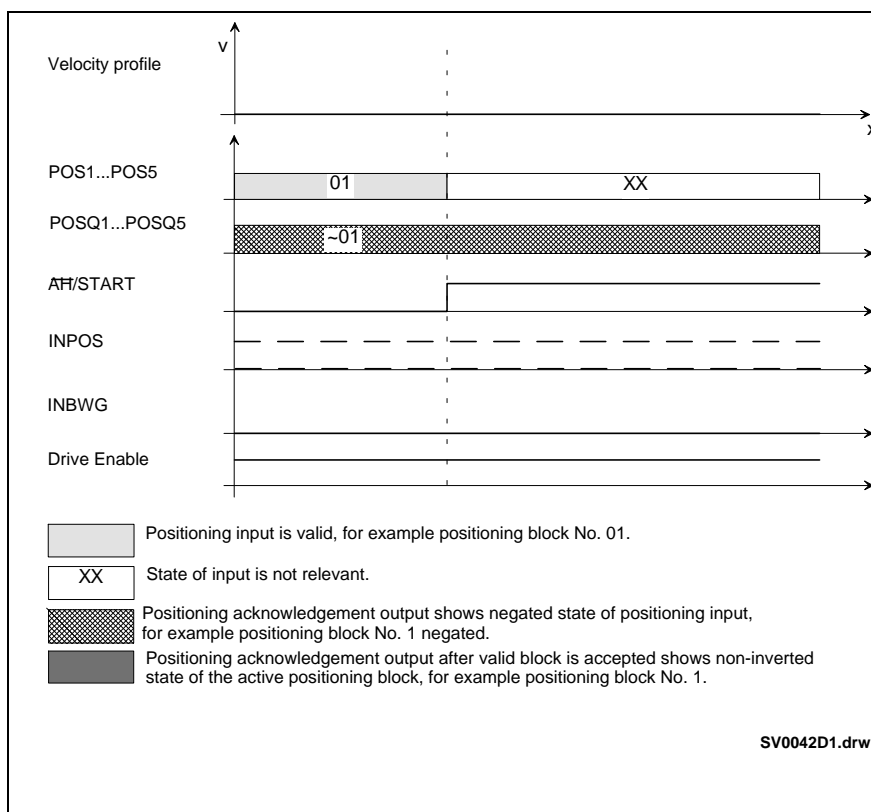 v
Velocity profile
x
POS1...POS5
01
XX
POSQ1...POSQ5
~01
AH/START
INPOS
INBWG
Drive Enable
Positioning input is valid, for example positioning block No. 01.
XX
State of input is not relevant.
Positioning acknowledgement output shows negated state of positioning input,
for example positioning block No. 1 negated.
Positioning acknowledgement output after valid block is accepted shows non-inverted
state of the active positioning block, for example positioning block No. 1.
SV0042D1.drw